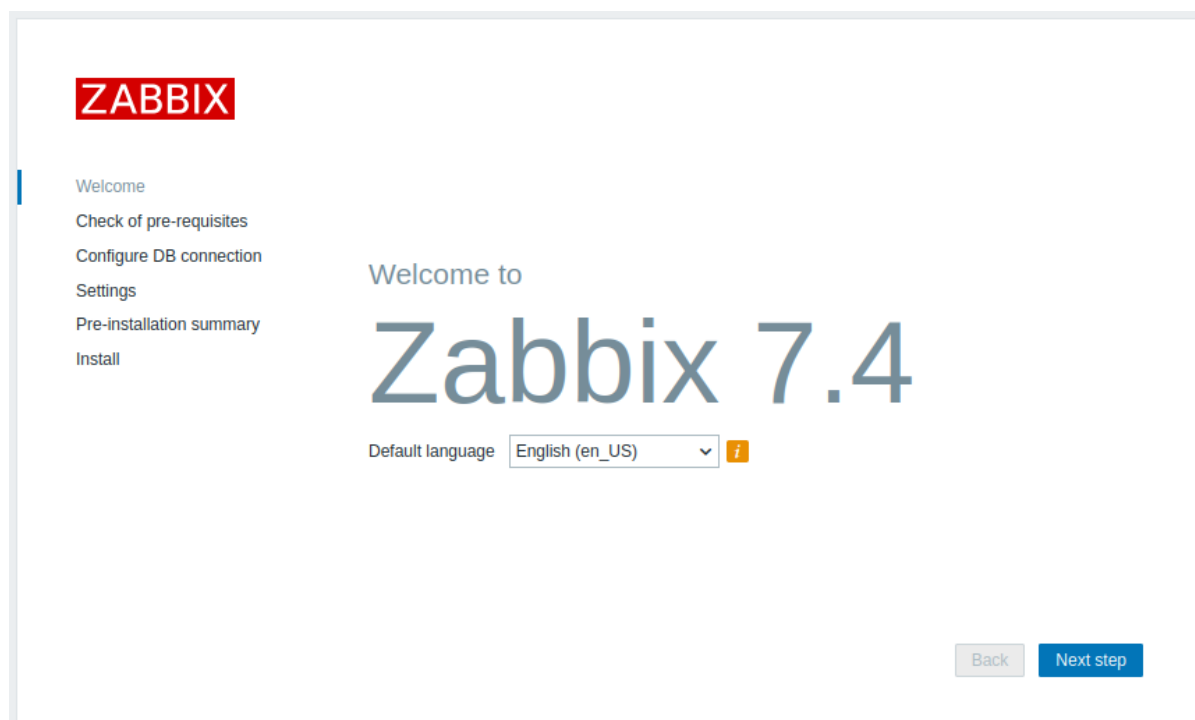 ZABBIX
Welcome
Check of pre-requisites
Configure DB connection
Settings
Pre-installation summary
Install
Welcome to
Zabbix 7.4
Default language English (en_US) i
Back Next step